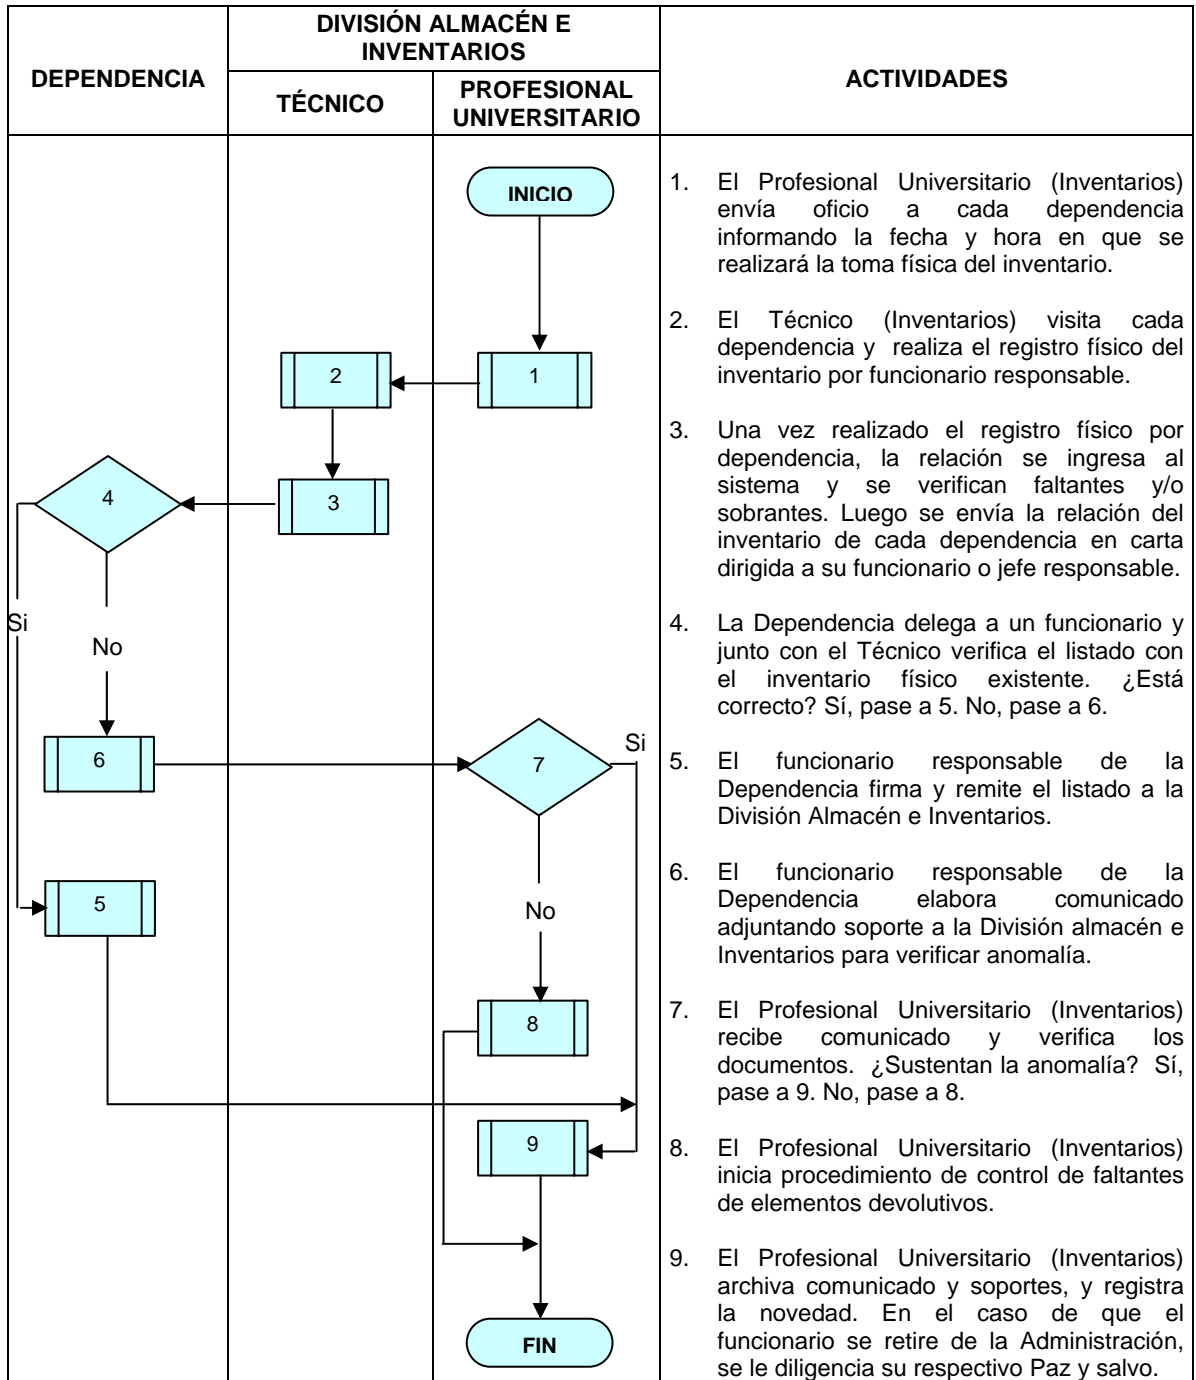 DIVISIÓN ALMACÉN E
INVENTARIOS
DEPENDENCIA
ACTIVIDADES
TÉCNICO
PROFESIONAL
UNIVERSITARIO
INICIO
1
2
3
4
Si
No
6
7
Si
5
No
8
9
FIN
1. El Profesional Universitario (Inventarios)
envía oficio a cada dependencia
informando la fecha y hora en que se
realizará la toma física del inventario.
2. El Técnico (Inventarios) visita cada
dependencia y realiza el registro físico del
inventario por funcionario responsable.
3. Una vez realizado el registro físico por
dependencia, la relación se ingresa al
sistema y se verifican faltantes y/o
sobrantes. Luego se envía la relación del
inventario de cada dependencia en carta
dirigida a su funcionario o jefe responsable.
4. La Dependencia delega a un funcionario y
junto con el Técnico verifica el listado con
el inventario físico existente. ¿Está
correcto? Sí, pase a 5. No, pase a 6.
5. El funcionario responsable de la
Dependencia firma y remite el listado a la
División Almacén e Inventarios.
6. El funcionario responsable de la
Dependencia elabora comunicado
adjuntando soporte a la División almacén e
Inventarios para verificar anomalía.
7. El Profesional Universitario (Inventarios)
recibe comunicado y verifica los
documentos. ¿Sustentan la anomalía? Sí,
pase a 9. No, pase a 8.
8. El Profesional Universitario (Inventarios)
inicia procedimiento de control de faltantes
de elementos devolutivos.
9. El Profesional Universitario (Inventarios)
archiva comunicado y soportes, y registra
la novedad. En el caso de que el
funcionario se retire de la Administración,
se le diligencia su respectivo Paz y salvo.